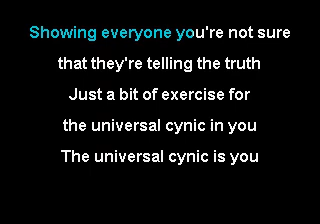 Showing everyone you're not sure
that they're telling the truth
Just a bit of exercise for
the universal cynic in you
The universal cynic is you